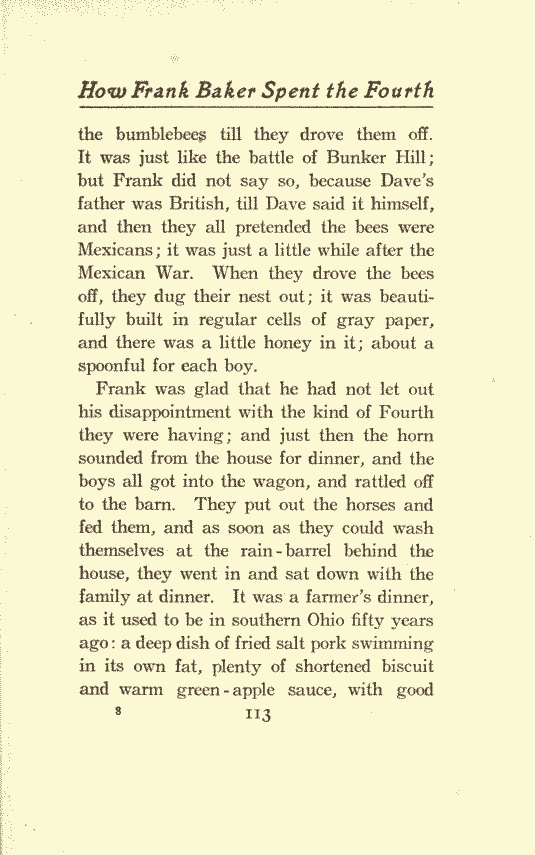 How Frank Baker Spent the Fourth
the bumblebees till they drove them off.
It was just like the battle of Bunker Hill;
but Frank did not say so, because Dave's
father was British, till Dave said it himself,
and then they all pretended the bees were
Mexicans; it was just a little while after the
Mexican War. When they drove the bees
off, they dug their nest out; it was beauti-
fully built in regular cells of gray paper,
and there was a little honey in it; about a
spoonful for each boy.
Frank was glad that he had not let out
his disappointment with the kind of Fourth
they were having; and just then the horn
sounded from the house for dinner, and the
boys all got into the wagon, and rattled off
to the barn. They put out the horses and
fed them, and as soon as they could wash
themselves at the rain-barrel behind the
house, they went in and sat down with the
family at dinner. It was a farmer's dinner,
as it used to be in southern Ohio fifty years
ago: a deep dish of fried salt pork swimming
in its own fat, plenty of shortened biscuit
and warm green-apple sauce, with good
8 113